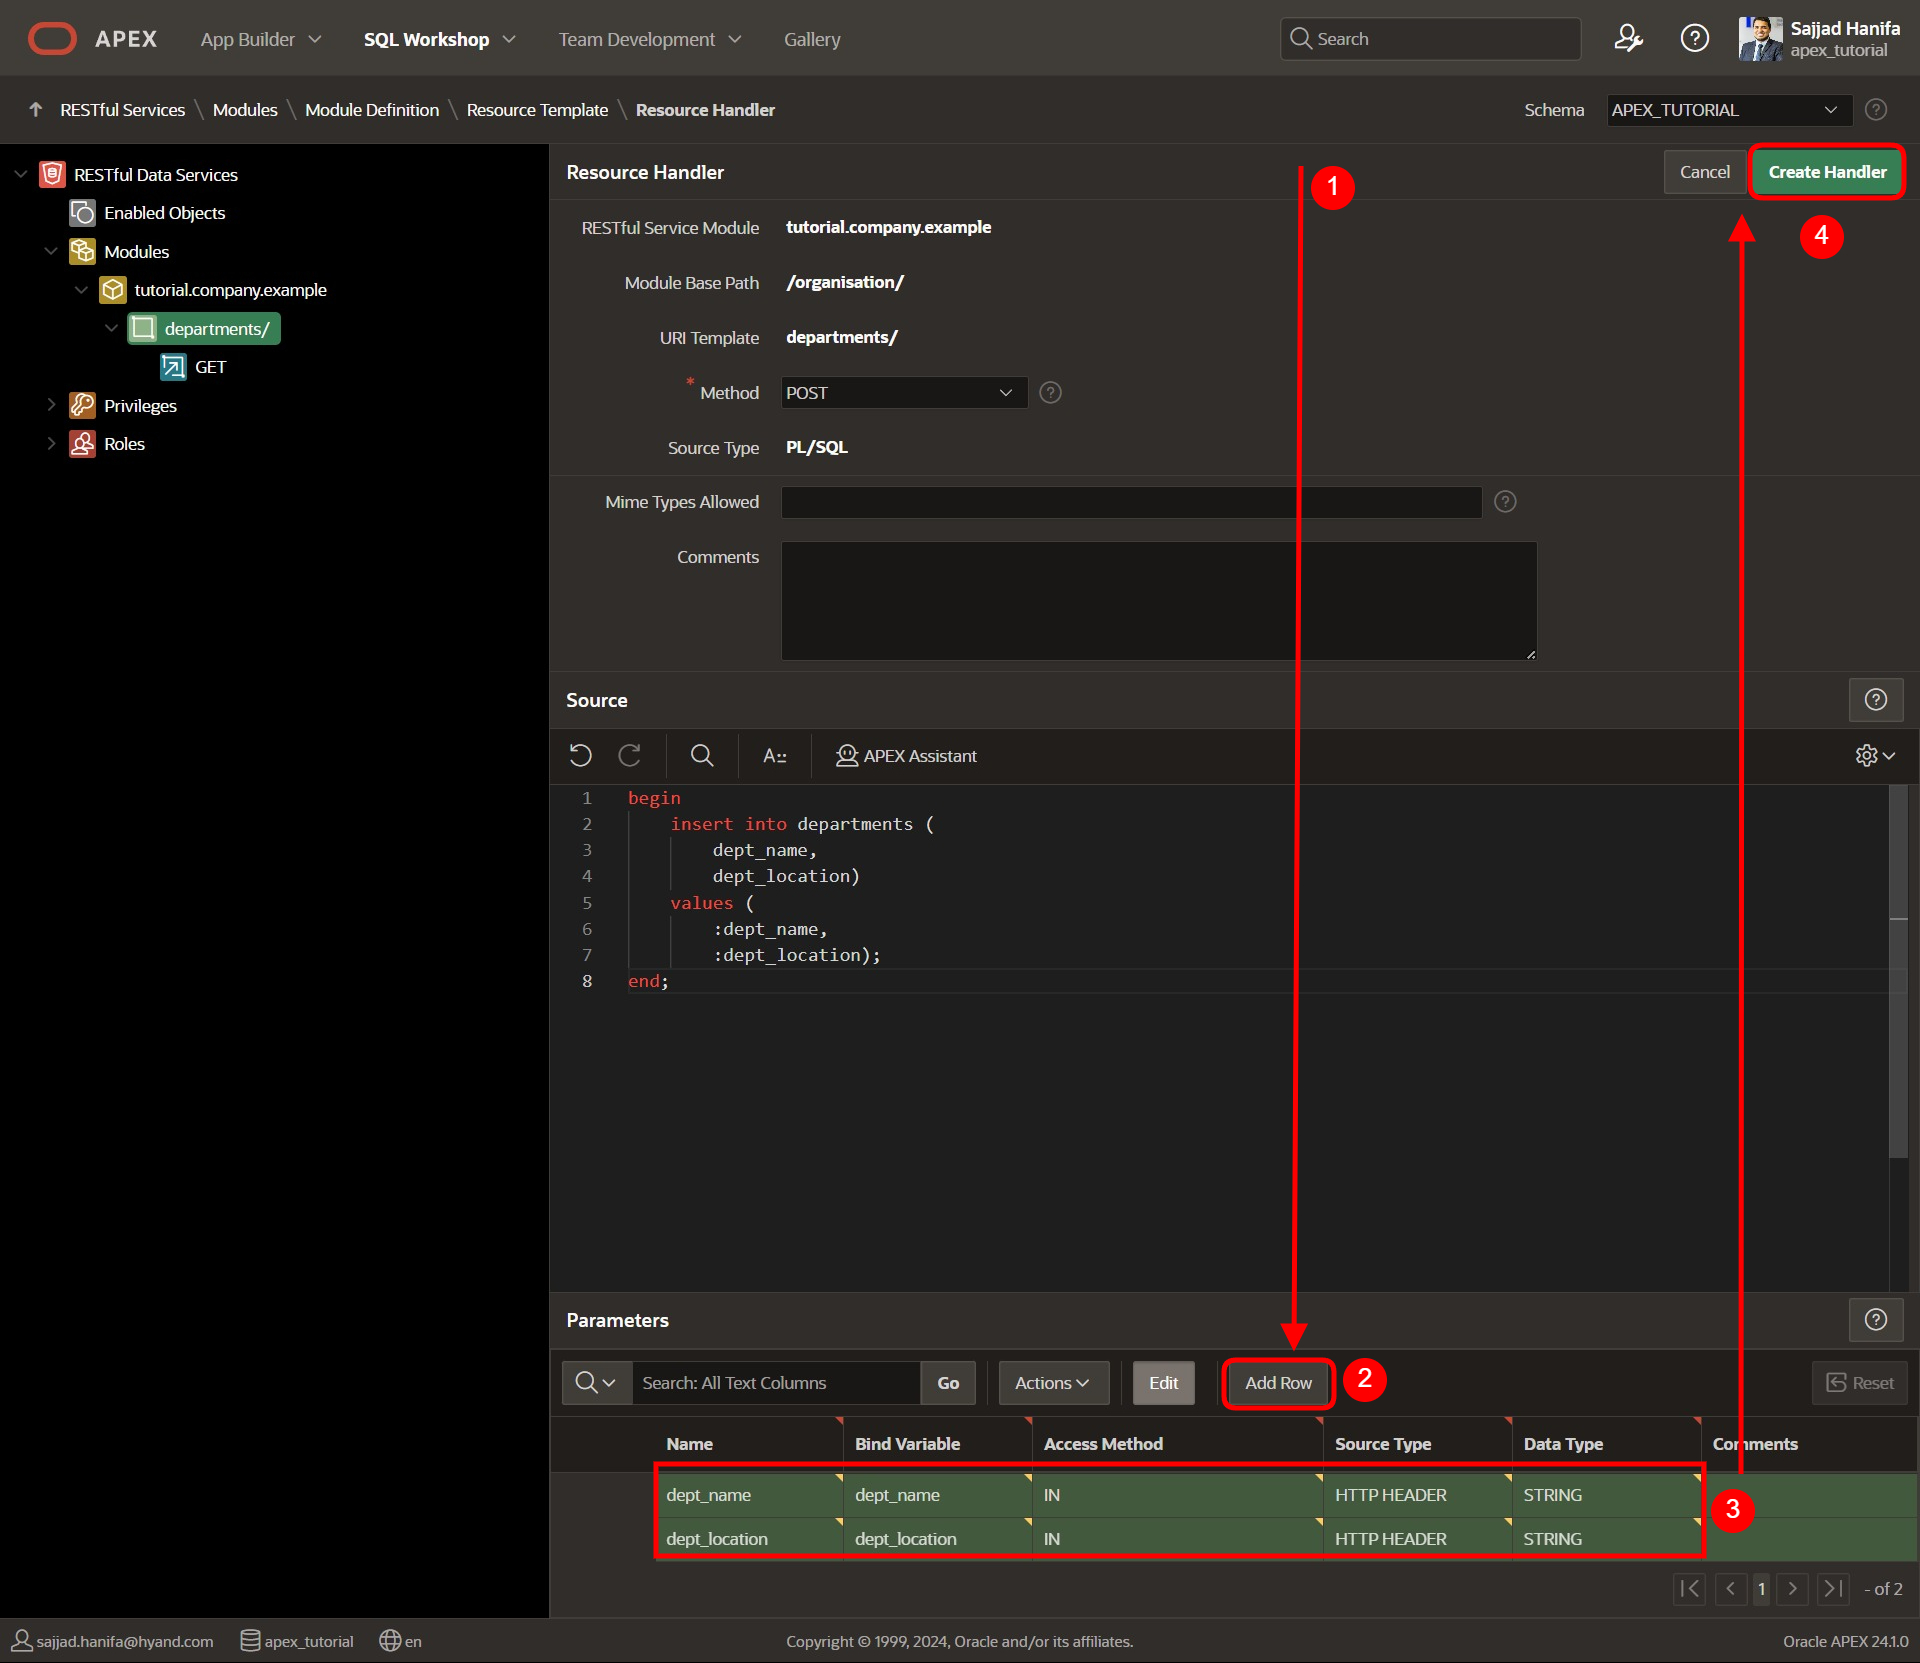 APEX App Builder SQL Workshop Team Development Gallery Search Sajjad Hanifa
apex_tutorial
RESTful Services \ Modules \ Module Definition \ Resource Template \ Resource Handler Schema APEX_TUTORIAL
RESTful Data Services
Enabled Objects
Modules
tutorial.company.example
departments/
GET
Privileges
Roles
Resource Handler 1 Cancel Create Handler
4
RESTful Service Module tutorial.company.example
Module Base Path /organisation/
URI Template departments/
* Method POST
Source Type PL/SQL
Mime Types Allowed
Comments
Source
A:: APEX Assistant
1 begin
2 insert into departments (
3 dept_name,
4 dept_location)
5 values (
6 :dept_name,
7 :dept_location);
8 end;
Parameters
Search: All Text Columns Go Actions Edit Add Row 2 Reset
Name Bind Variable Access Method Source Type Data Type Comments
dept_name dept_name IN HTTP HEADER STRING
3
dept_location dept_location IN HTTP HEADER STRING
1 - of 2
sajjad.hanifa@hyand.com apex_tutorial en Copyright © 1999, 2024, Oracle and/or its affiliates. Oracle APEX 24.1.0